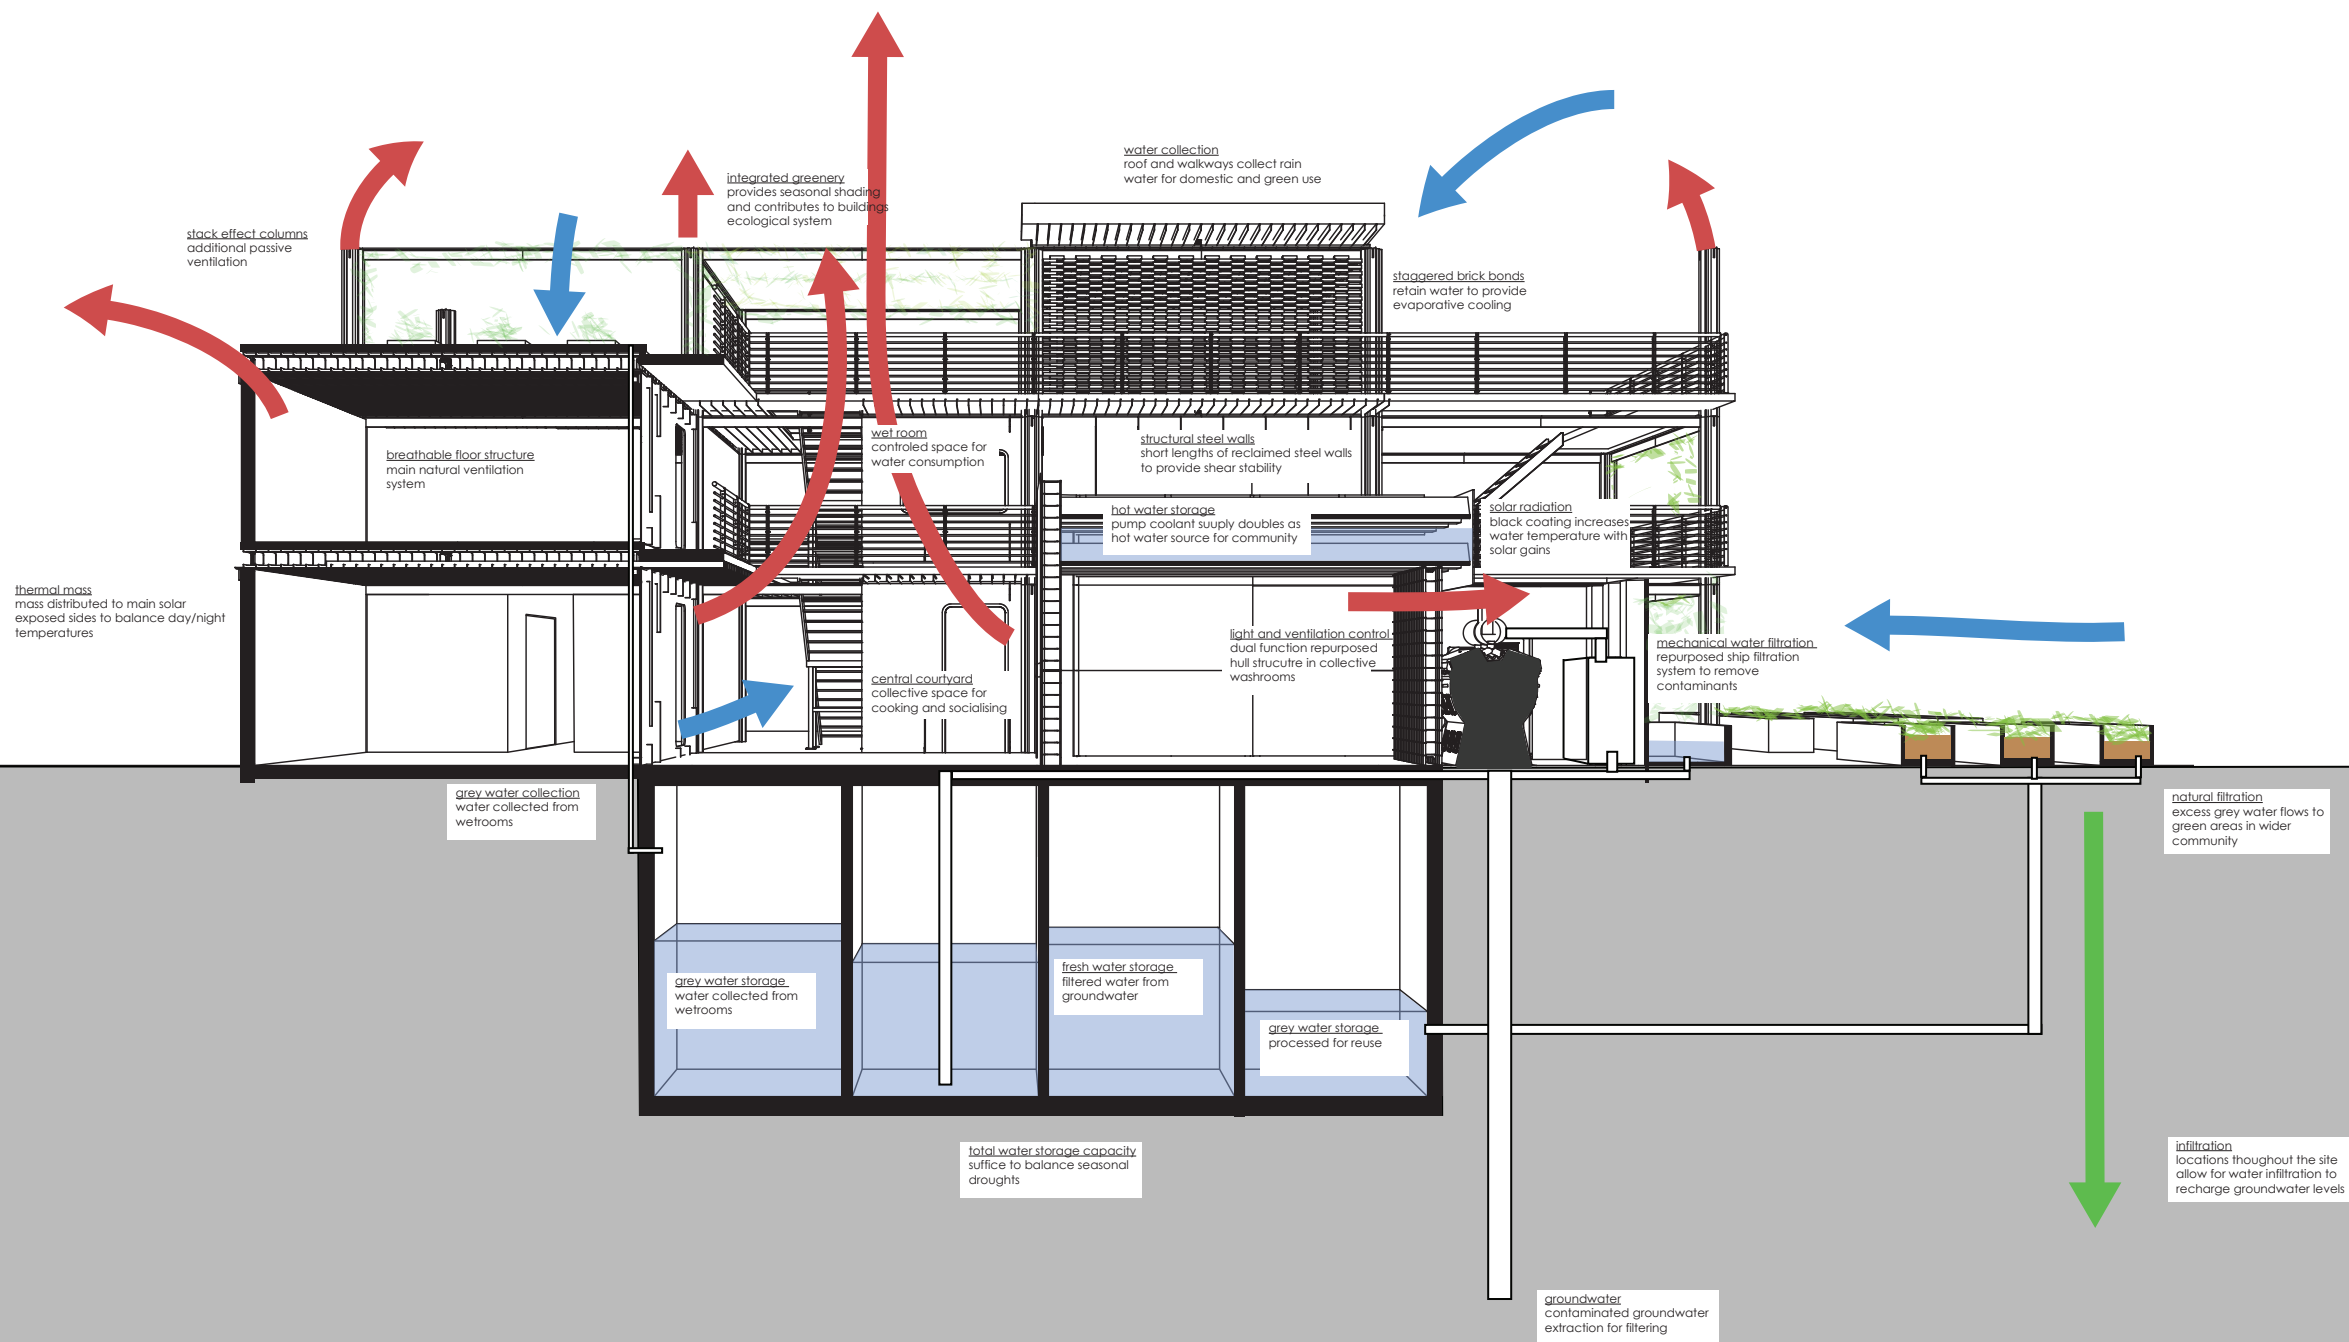 water collection
roof and walkways collect rain
water for domestic and green use
integrated greenery
provides seasonal shading
and contributes to buildings
ecological system
stack effect columns
additional passive
ventilation
staggered brick bonds
retain water to provide
evaporative cooling
wet room
controled space for
water consumption
structural steel walls
short lengths of reclaimed steel walls
to provide shear stability
breathable floor structure
main natural ventilation
system
hot water storage
pump coolant suuply doubles as
hot water source for community
solar radiation
black coating increases
water temperature with
solar gains
thermal mass
mass distributed to main solar
exposed sides to balance day/night
temperatures
light and ventilation control
dual function repurposed
hull strucutre in collective
washrooms
mechanical water filtration
repurposed ship filtration
system to remove
contaminants
central courtyard
collective space for
cooking and socialising
grey water collection
water collected from
wetrooms
natural filtration
excess grey water flows to
green areas in wider
community
grey water storage
water collected from
wetrooms
fresh water storage
filtered water from
groundwater
grey water storage
processed for reuse
total water storage capacity
suffice to balance seasonal
droughts
infiltration
locations thoughout the site
allow for water infiltration to
recharge groundwater levels
groundwater
contaminated groundwater
extraction for filtering